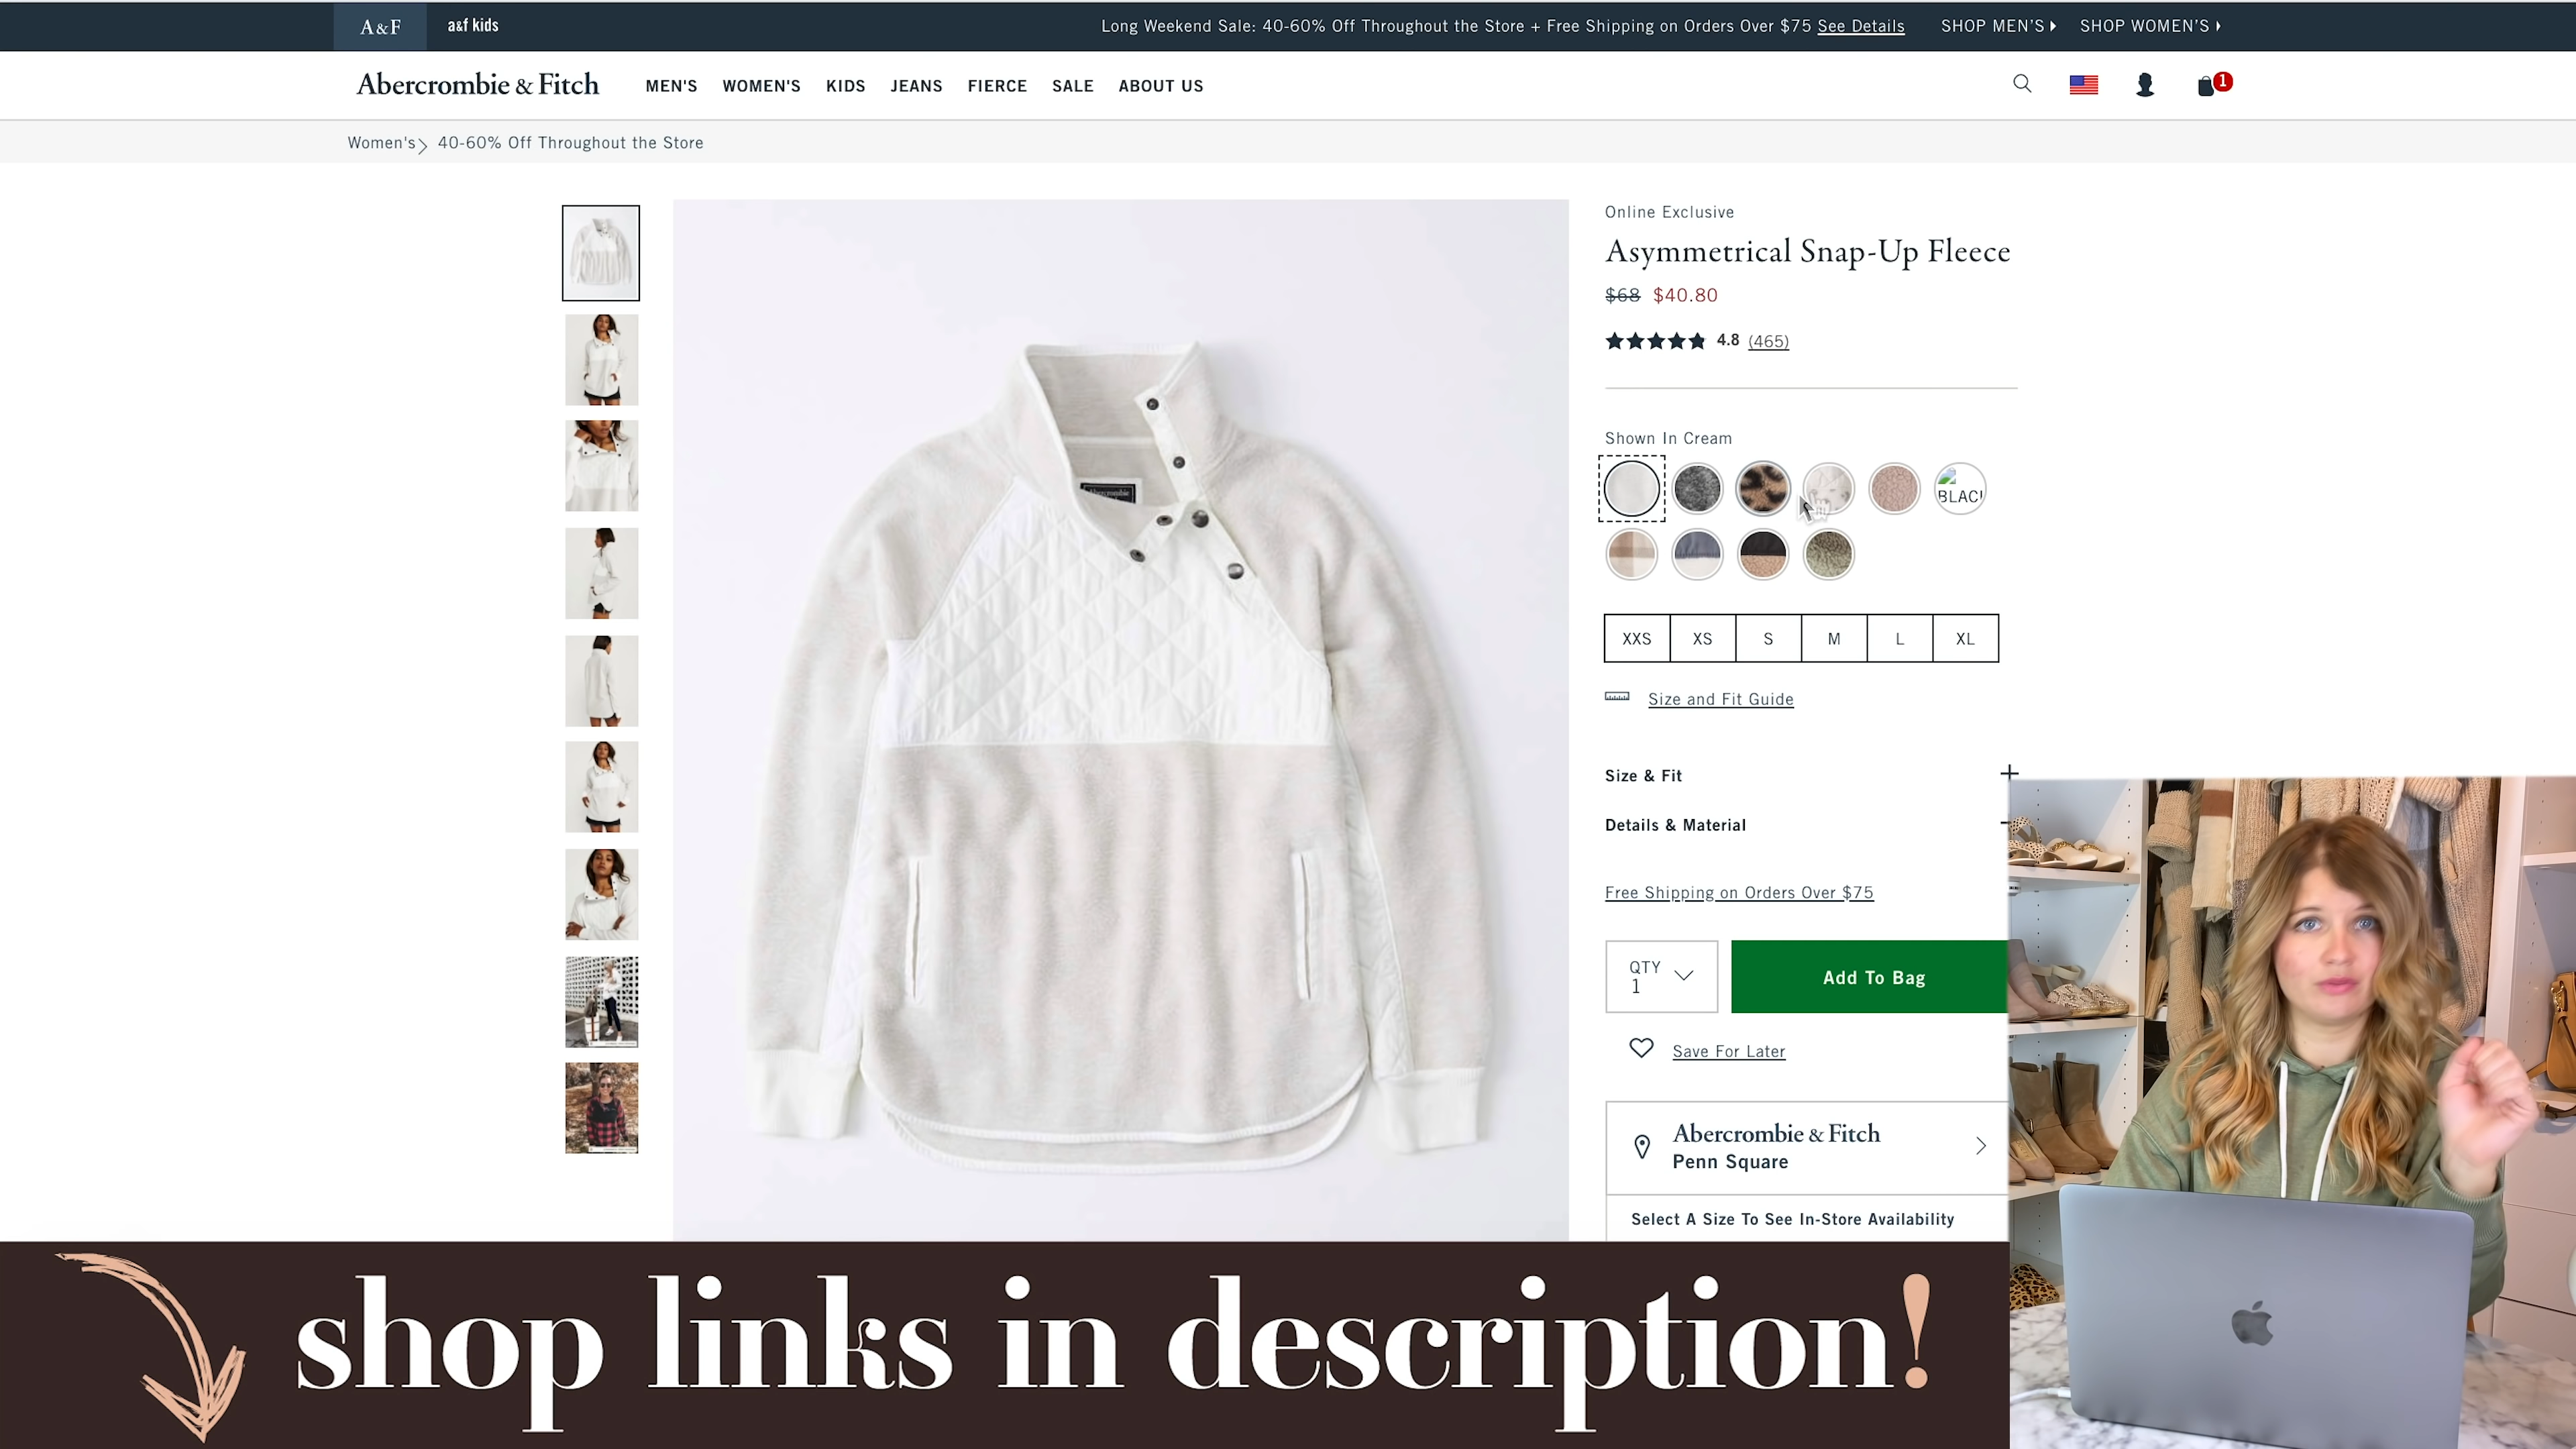 A&F
a&f kids
Long Weekend Sale: 40-60% Off Throughout the Store + Free Shipping on Orders Over $75 See Details
SHOP MEN'S
SHOP WOMEN'S
Abercrombie & Fitch
MEN'S
WOMEN'S
KIDS
JEANS
FIERCE
SALE
ABOUT US
1
Women's
40-60% Off Throughout the Store
Online Exclusive
Asymmetrical Snap-Up Fleece
$68 $40.80
4.8 (465)
Shown In Cream
BLAC
XXS
XS
S
M
L
XL
Size and Fit Guide
Size & Fit
Details & Material
Free Shipping on Orders Over $75
QTY
1
Add To Bag
Save For Later
Abercrombie & Fitch
Penn Square
Select A Size To See In-Store Availability
shop links in description!